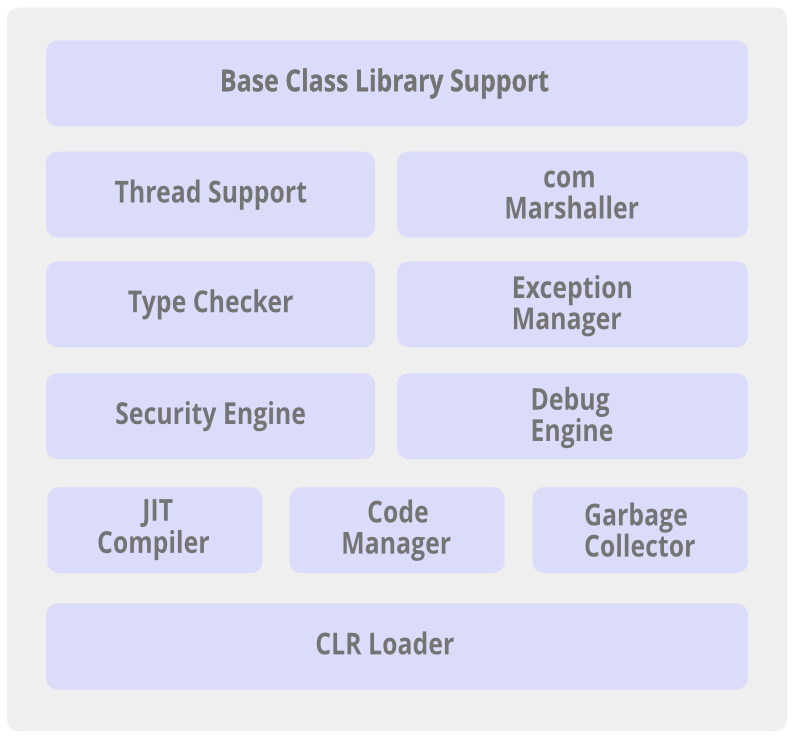 Base Class Library Support
Thread Support
com
Marshaller
Type Checker
Exception
Manager
Security Engine
Debug
Engine
JIT
Compiler
Code
Manager
Garbage
Collector
CLR Loader